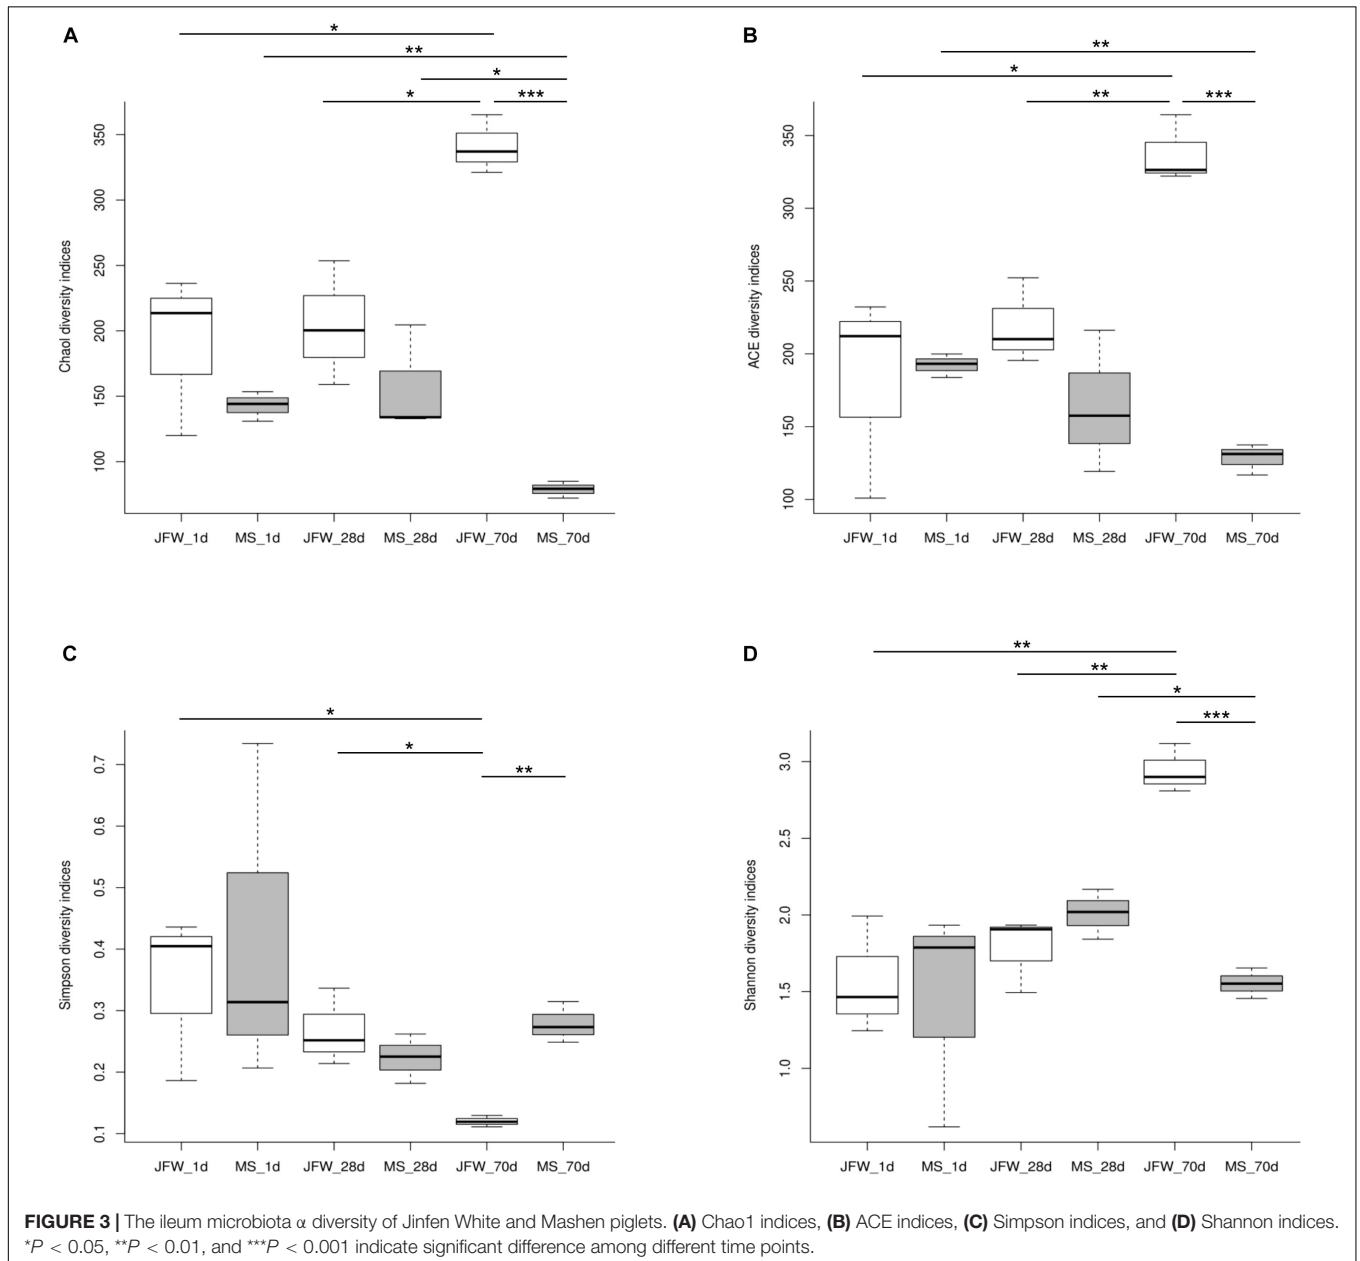 A
*
**
*
*
***
Chaol diversity indices
350
300
250
200
150
100
JFW_1d MS_1d JFW_28d MS_28d JFW_70d MS_70d
B
**
*
**
***
ACE diversity indices
350
300
250
200
150
100
JFW_1d MS_1d JFW_28d MS_28d JFW_70d MS_70d
C
*
*
**
Simpson diversity indices
0.7
0.6
0.5
0.4
0.3
0.2
0.1
JFW_1d MS_1d JFW_28d MS_28d JFW_70d MS_70d
D
**
**
*
***
Shannon diversity indices
3.0
2.5
2.0
1.5
1.0
JFW_1d MS_1d JFW_28d MS_28d JFW_70d MS_70d
FIGURE 3 | The ileum microbiota α diversity of Jinfen White and Mashen piglets. (A) Chao1 indices, (B) ACE indices, (C) Simpson indices, and (D) Shannon indices.
*P < 0.05, **P < 0.01, and ***P < 0.001 indicate significant difference among different time points.